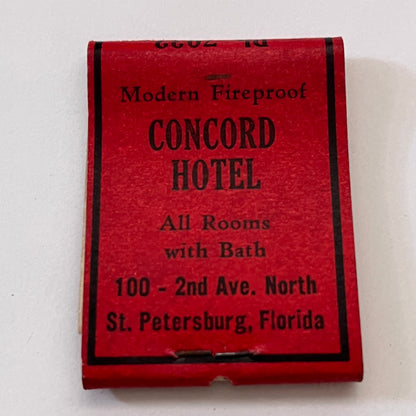 Modern Fireproof
CONCORD
HOTEL
All Rooms
with Bath
100 - 2nd Ave. North
St. Petersburg, Florida